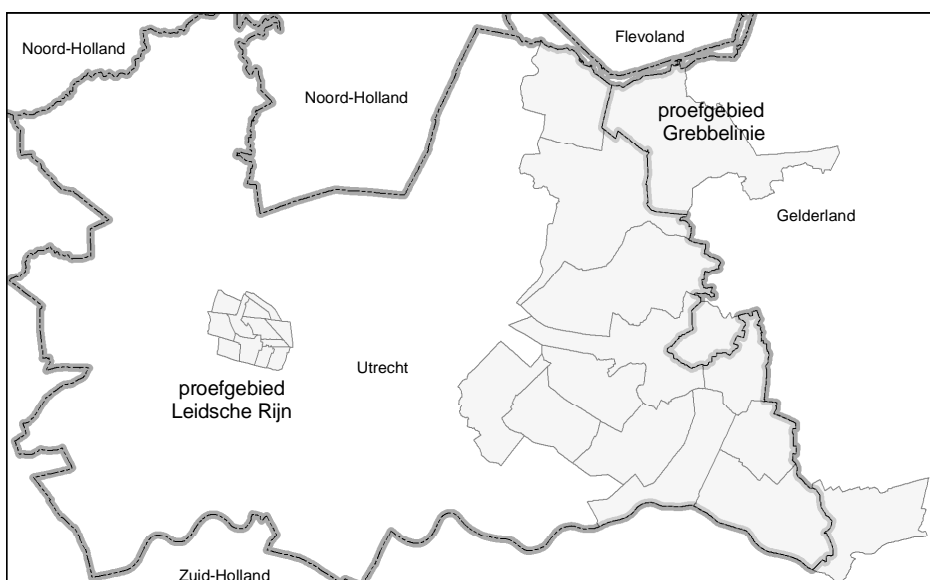 Flevoland
Noord-Holland
Noord-Holland
proefgebied
Grebbelinie
Gelderland
Utrecht
proefgebied
Leidsche Rijn
Zuid-Holland